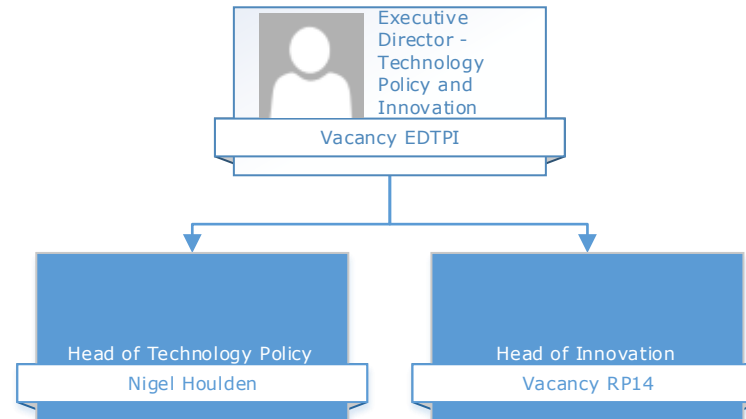 Executive
Director -
Technology
Policy and
Innovation
Vacancy EDTPI
Head of Technology Policy
Nigel Houlden
Head of Innovation
Vacancy RP14